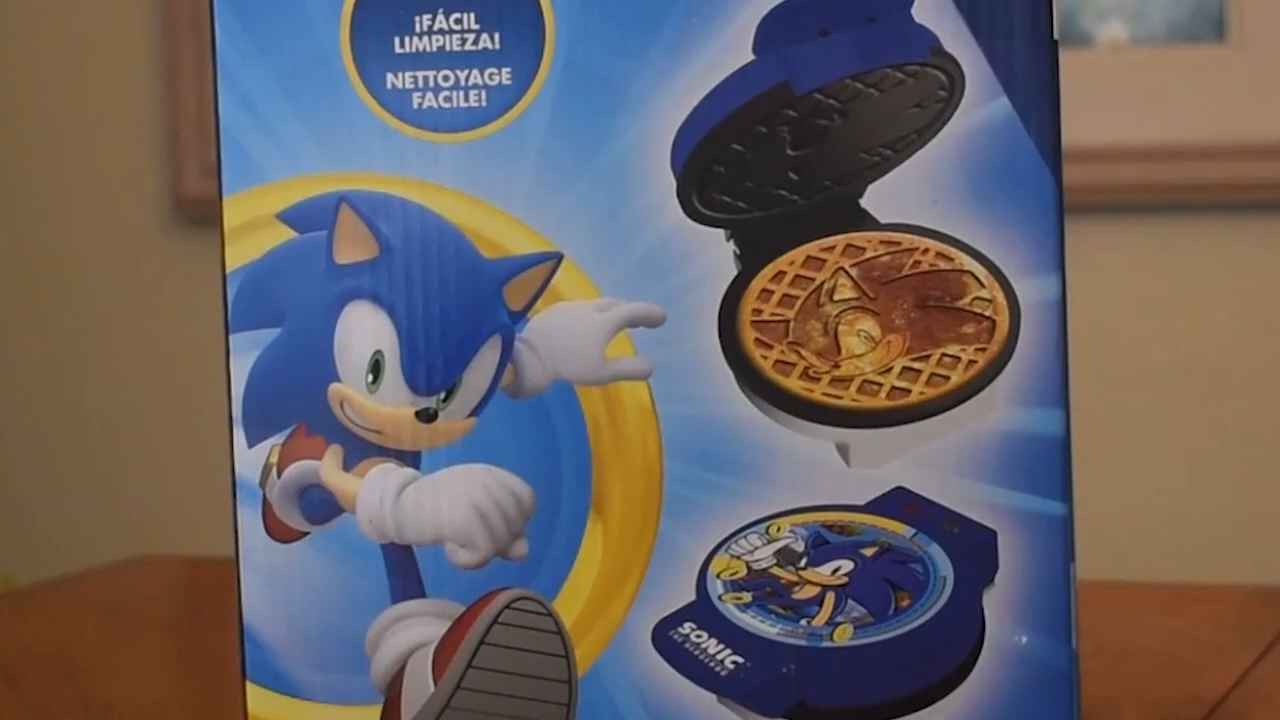 ¡FÁCIL
LIMPIEZA!
NETTOYAGE
FACILE!
SONIC
THE HEDGEHOG